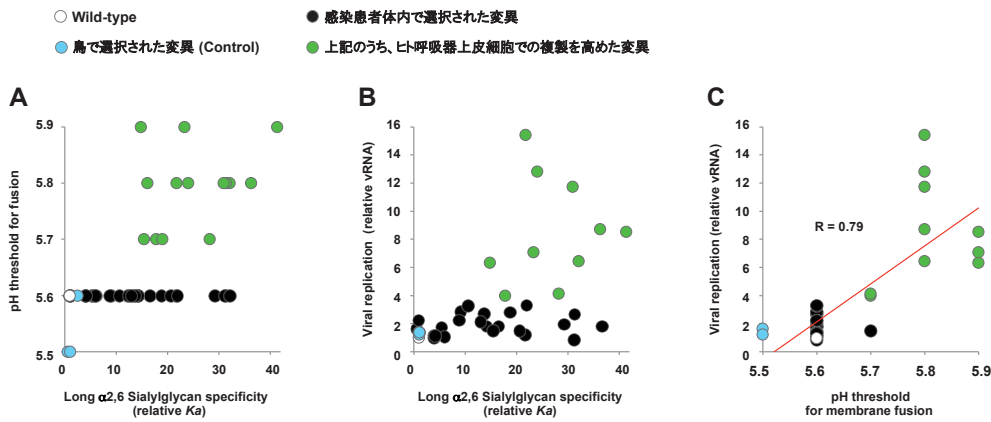 Wild-type
感染患者体内で選択された変異
鳥で選択された変異 (Control)
上記のうち、ヒト呼吸器上皮細胞での複製を高めた変異
A
pH threshold for fusion
5.9
5.8
5.7
5.6
5.5
0
10
20
30
40
Long α2,6 Sialylglycan specificity
(relative Ka)
B
Viral replication (relative vRNA)
16
14
12
10
8
6
4
2
0
0
10
20
30
40
Long α2,6 Sialylglycan specificity
(relative Ka)
C
Viral replication (relative vRNA)
16
14
12
10
8
6
4
2
0
R = 0.79
5.5
5.6
5.7
5.8
5.9
pH threshold
for membrane fusion